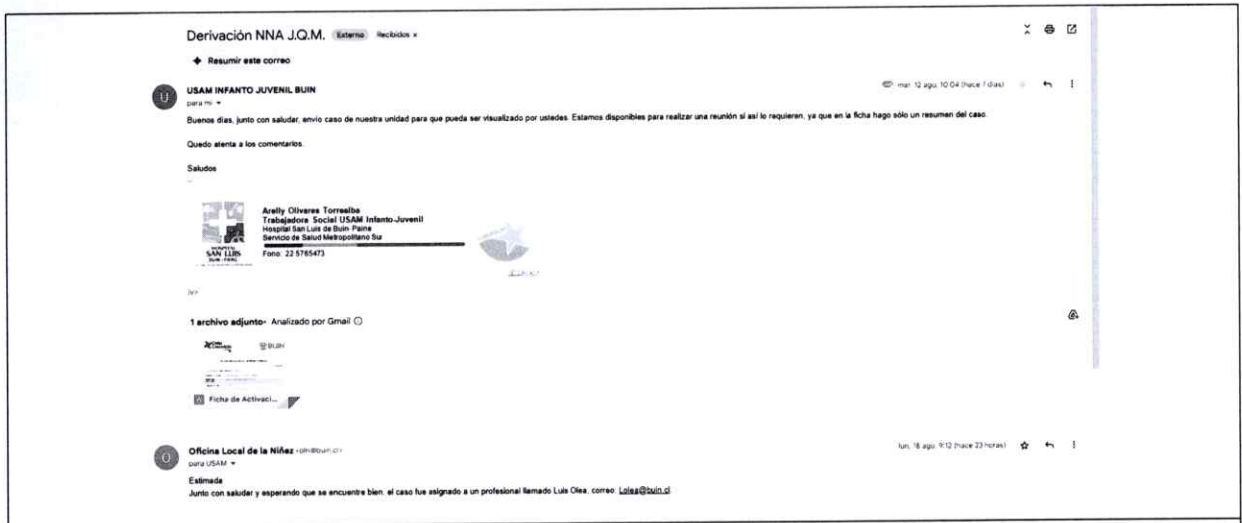 Derivación NNA J.Q.M. Externo Recibidos x
Resumir este correo
USAM INFANTO JUVENIL BUIN
mar, 12 ago, 10:04 (hace 7 días)
para mí
Buenos días, junto con saludar, envío caso de nuestra unidad para que pueda ser visualizado por ustedes. Estamos disponibles para realizar una reunión si así lo requieren, ya que en la ficha hago sólo un resumen del caso.
Quedo atenta a los comentarios.
Saludos
--
Arelly Olivares Torrealba
Trabajadora Social USAM Infanto-Juvenil
Hospital San Luis de Buin- Paine
Servicio de Salud Metropolitano Sur
Fono: 22 5765473
HOSPITAL
SAN LUIS
BUIN - PAINE
1 archivo adjunto • Analizado por Gmail
BUIN
Ficha de Activaci...
Oficina Local de la Niñez
lun, 18 ago, 9:12 (hace 23 horas)
para USAM
Estimada
Junto con saludar y esperando que se encuentre bien, el caso fue asignado a un profesional llamado Luis Olea, correo: Lolea@buin.cl